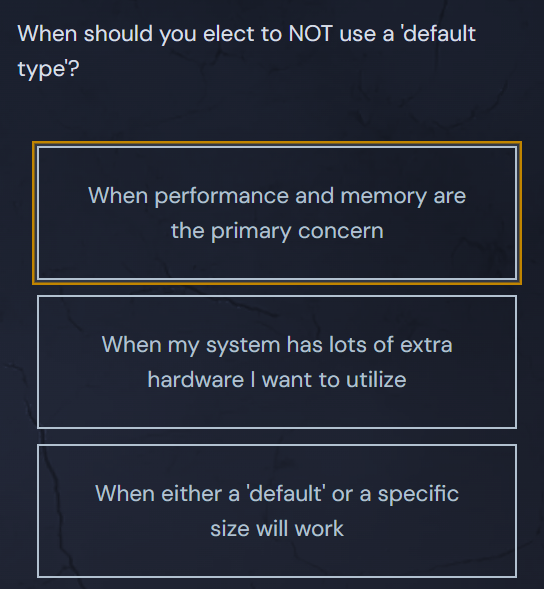 When should you elect to NOT use a 'default
type'?
When performance and memory are
the primary concern
When my system has lots of extra
hardware I want to utilize
When either a 'default' or a specific
size will work